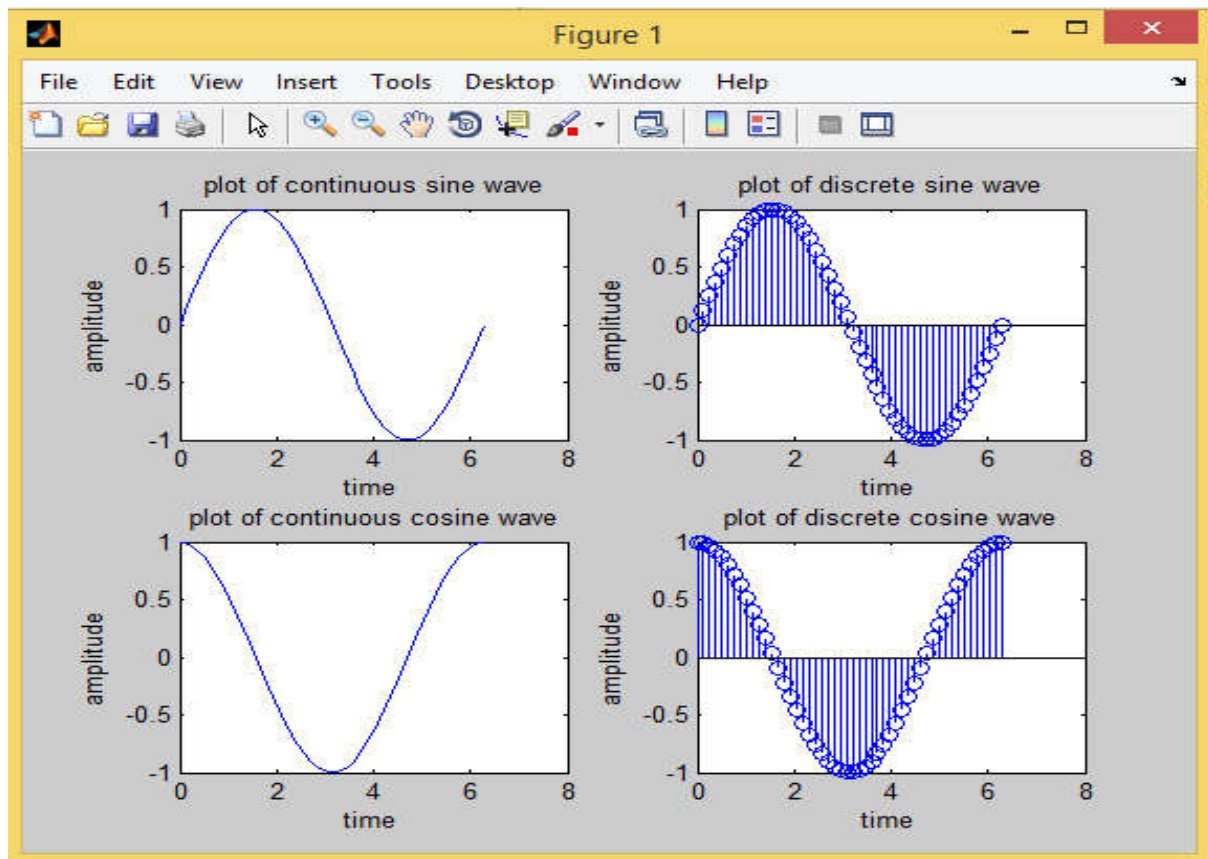 Figure 1
File Edit View Insert Tools Desktop Window Help
plot of continuous sine wave
1
0.5
0
-0.5
-1
amplitude
0 2 4 6 8
time
plot of discrete sine wave
1
0.5
0
-0.5
-1
amplitude
0 2 4 6 8
time
plot of continuous cosine wave
1
0.5
0
-0.5
-1
amplitude
0 2 4 6 8
time
plot of discrete cosine wave
1
0.5
0
-0.5
-1
amplitude
0 2 4 6 8
time